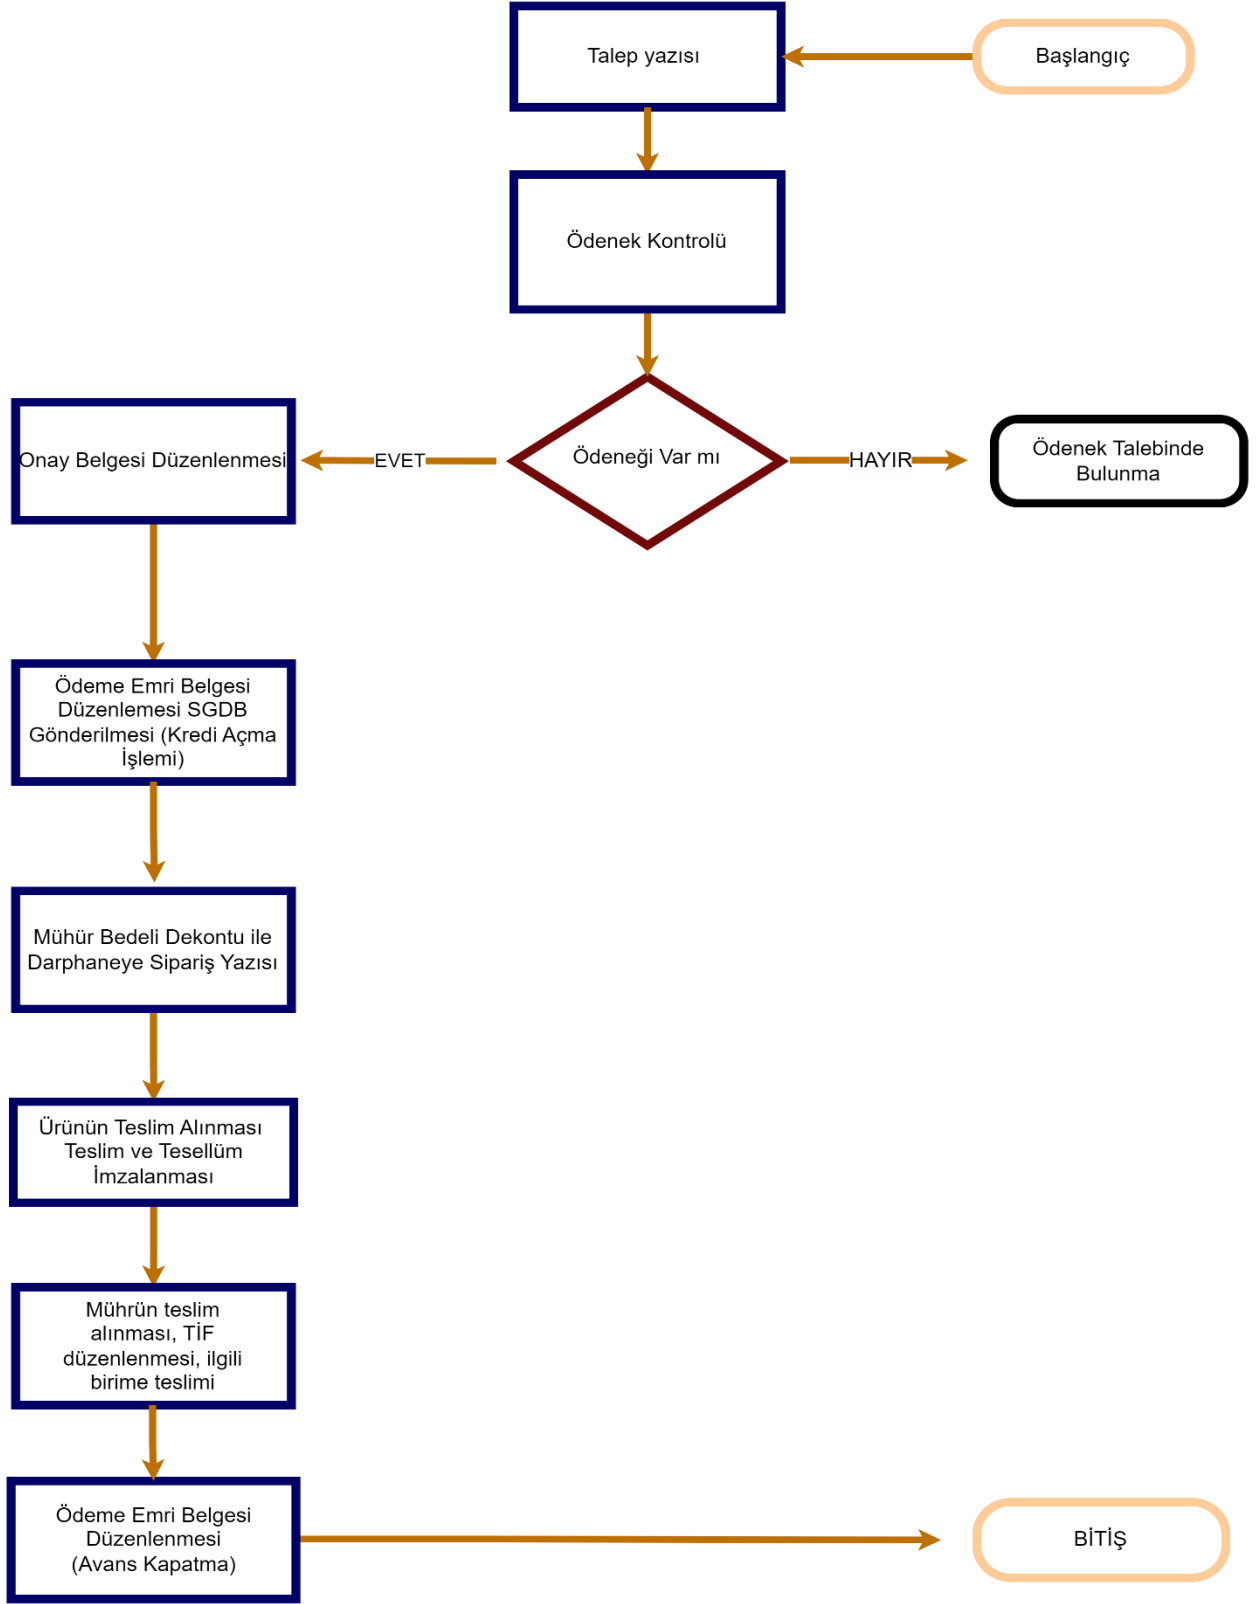 Başlangıç
Talep yazısı
Ödenek Kontrolü
Ödeneği Var mı
EVET
HAYIR
Ödenek Talebinde
Bulunma
Onay Belgesi Düzenlenmesi
Ödeme Emri Belgesi
Düzenlemesi SGDB
Gönderilmesi (Kredi Açma
İşlemi)
Mühür Bedeli Dekontu ile
Darphaneye Sipariş Yazısı
Ürünün Teslim Alınması
Teslim ve Tesellüm
İmzalanması
Mührün teslim
alınması, TİF
düzenlenmesi, ilgili
birime teslimi
Ödeme Emri Belgesi
Düzenlenmesi
(Avans Kapatma)
BİTİŞ